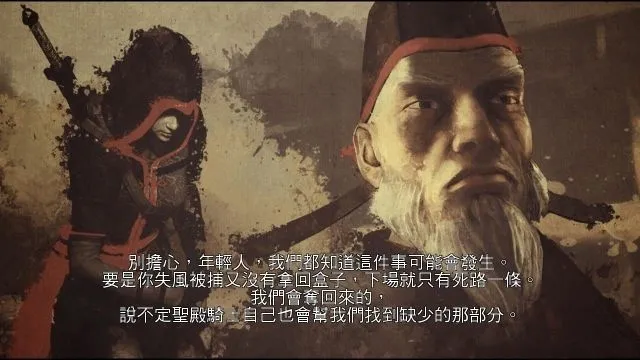 別擔心，年輕人，我們都知道這件事可能會發生。
要是你失風被捕又沒有拿回盒子，下場就只有死路一條。
我們會奪回來的，
說不定聖殿騎士自己也會幫我們找到缺少的那部分。